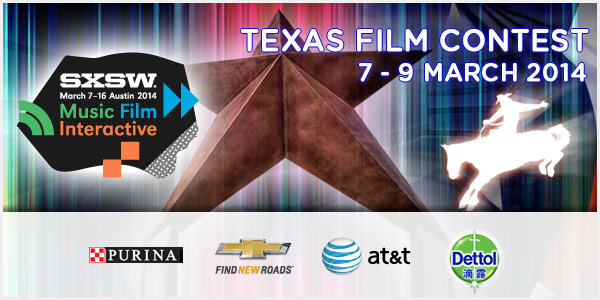 TEXAS FILM CONTEST
7 - 9 MARCH 2014
SXSW.
March 7-16 Austin 2014
Music Film
Interactive
PURINA
FIND NEW ROADS
at&t
Dettol
滴露